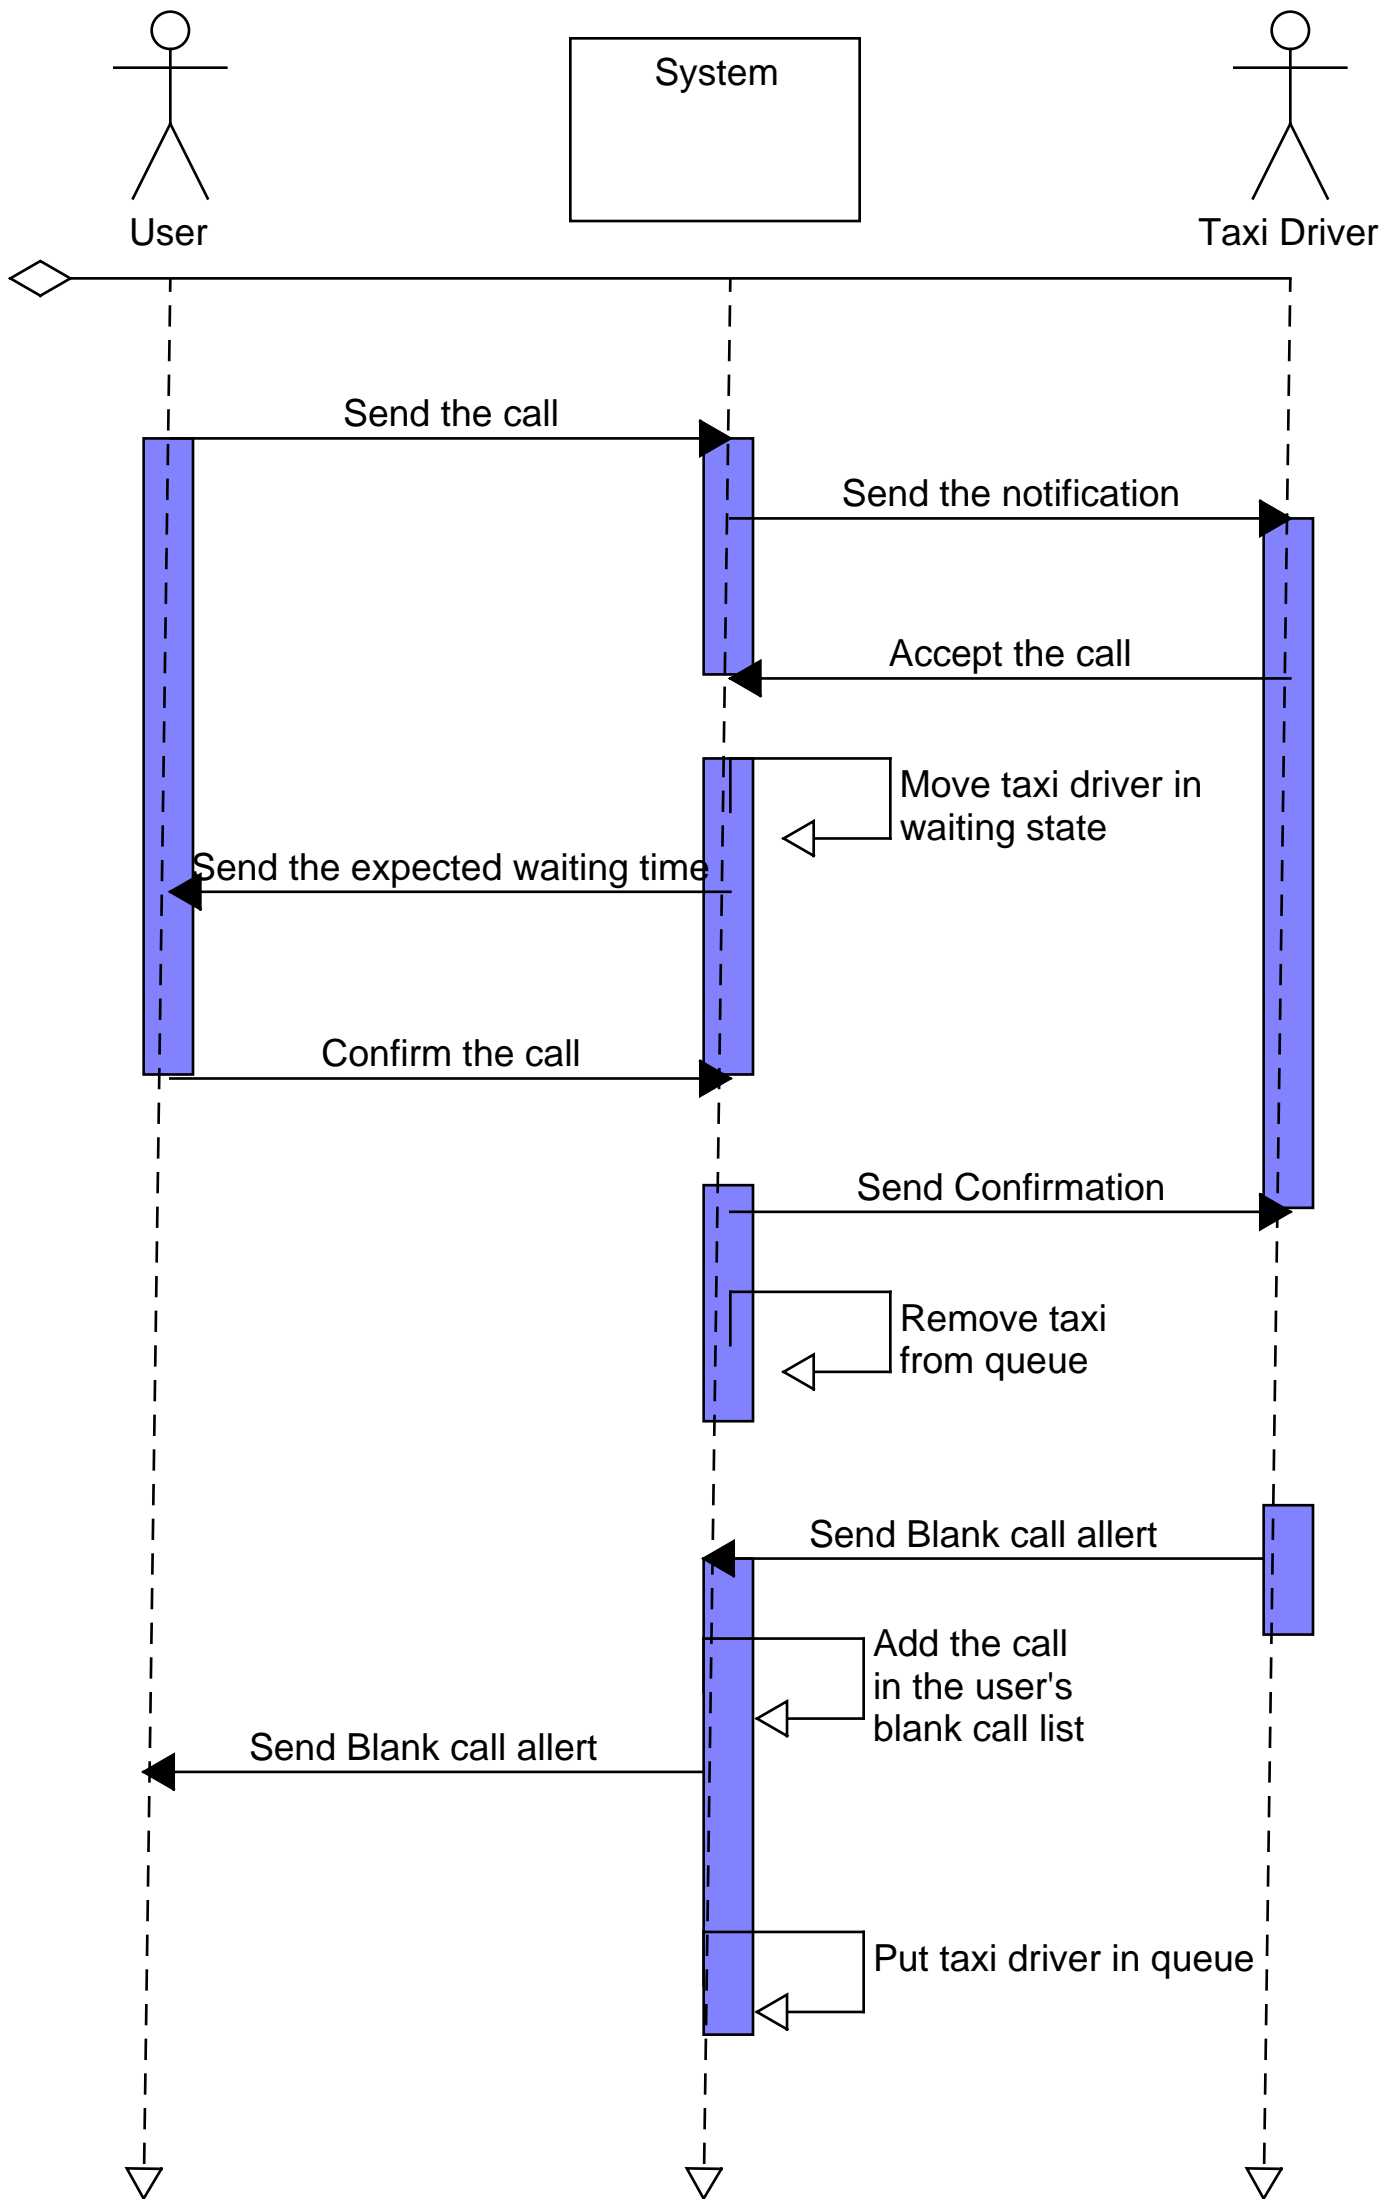 System
User
Taxi Driver
Send the call
Send the notification
Accept the call
Move taxi driver in
waiting state
Send the expected waiting time
Confirm the call
Send Confirmation
Remove taxi
from queue
Send Blank call allert
Add the call
in the user's
blank call list
Send Blank call allert
Put taxi driver in queue